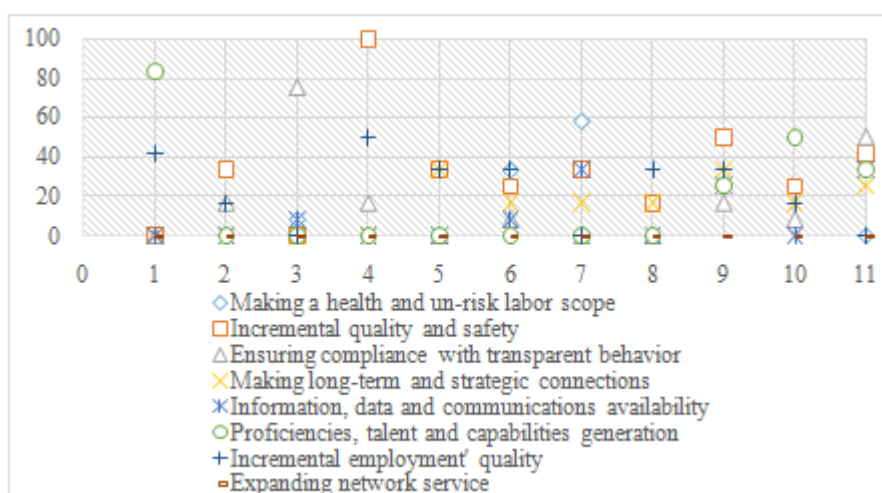 100
80
60
40
20
0
0 1 2 3 4 5 6 7 8 9 10 11
Making a health and un-risk labor scope
Incremental quality and safety
Ensuring compliance with transparent behavior
Making long-term and strategic connections
Information, data and communications availability
Proficiencies, talent and capabilities generation
Incremental employment' quality
Expanding network service